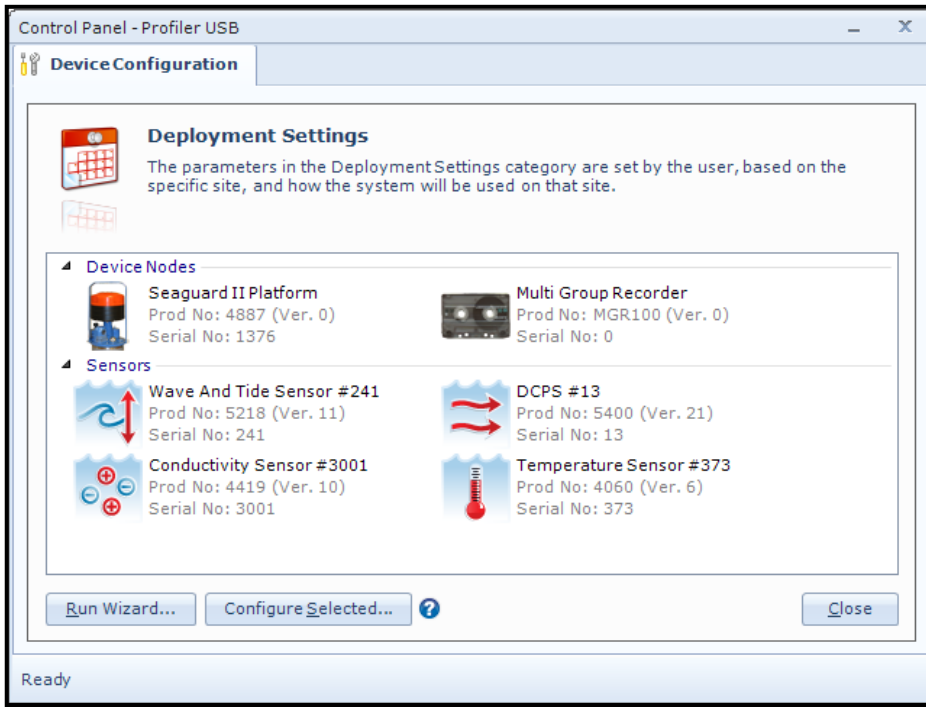 Control Panel - Profiler USB
Device Configuration
Deployment Settings
The parameters in the Deployment Settings category are set by the user, based on the
specific site, and how the system will be used on that site.
Device Nodes
Seaguard II Platform
Prod No: 4887 (Ver. 0)
Serial No: 1376
Multi Group Recorder
Prod No: MGR100 (Ver. 0)
Serial No: 0
Sensors
Wave And Tide Sensor #241
Prod No: 5218 (Ver. 11)
Serial No: 241
DCPS #13
Prod No: 5400 (Ver. 21)
Serial No: 13
Conductivity Sensor #3001
Prod No: 4419 (Ver. 10)
Serial No: 3001
Temperature Sensor #373
Prod No: 4060 (Ver. 6)
Serial No: 373
Run Wizard...
Configure Selected...
?
Close
Ready